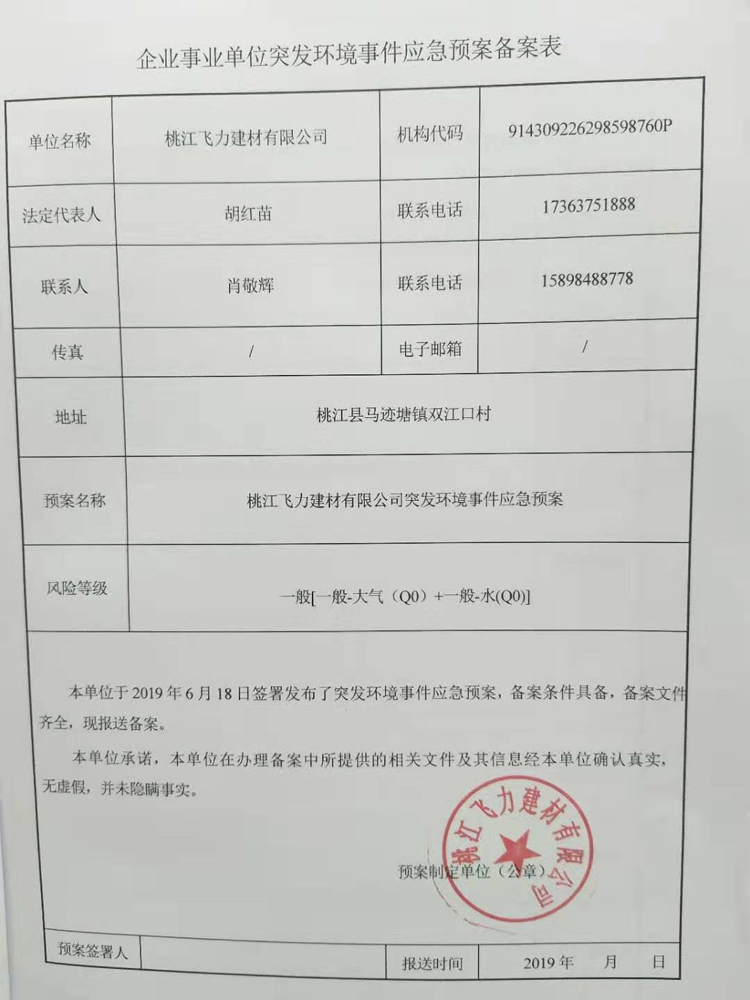 企业事业单位突发环境事件应急预案备案表
单位名称 桃江飞力建材有限公司 机构代码 914309226298598760P
法定代表人 胡红苗 联系电话 17363751888
联系人 肖敬辉 联系电话 15898488778
传真 / 电子邮箱 /
地址 桃江县马迹塘镇双江口村
预案名称 桃江飞力建材有限公司突发环境事件应急预案
风险等级 一般[一般-大气（Q0）+一般-水(Q0)]
本单位于 2019 年 6 月 18 日签署发布了突发环境事件应急预案，备案条件具备，备案文件
齐全，现报送备案。
本单位承诺，本单位在办理备案中所提供的相关文件及其信息经本单位确认真实，
无虚假，并未隐瞒事实。
桃江飞力建材有限公司
预案制定单位（公章）
预案签署人 报送时间 2019 年 月 日